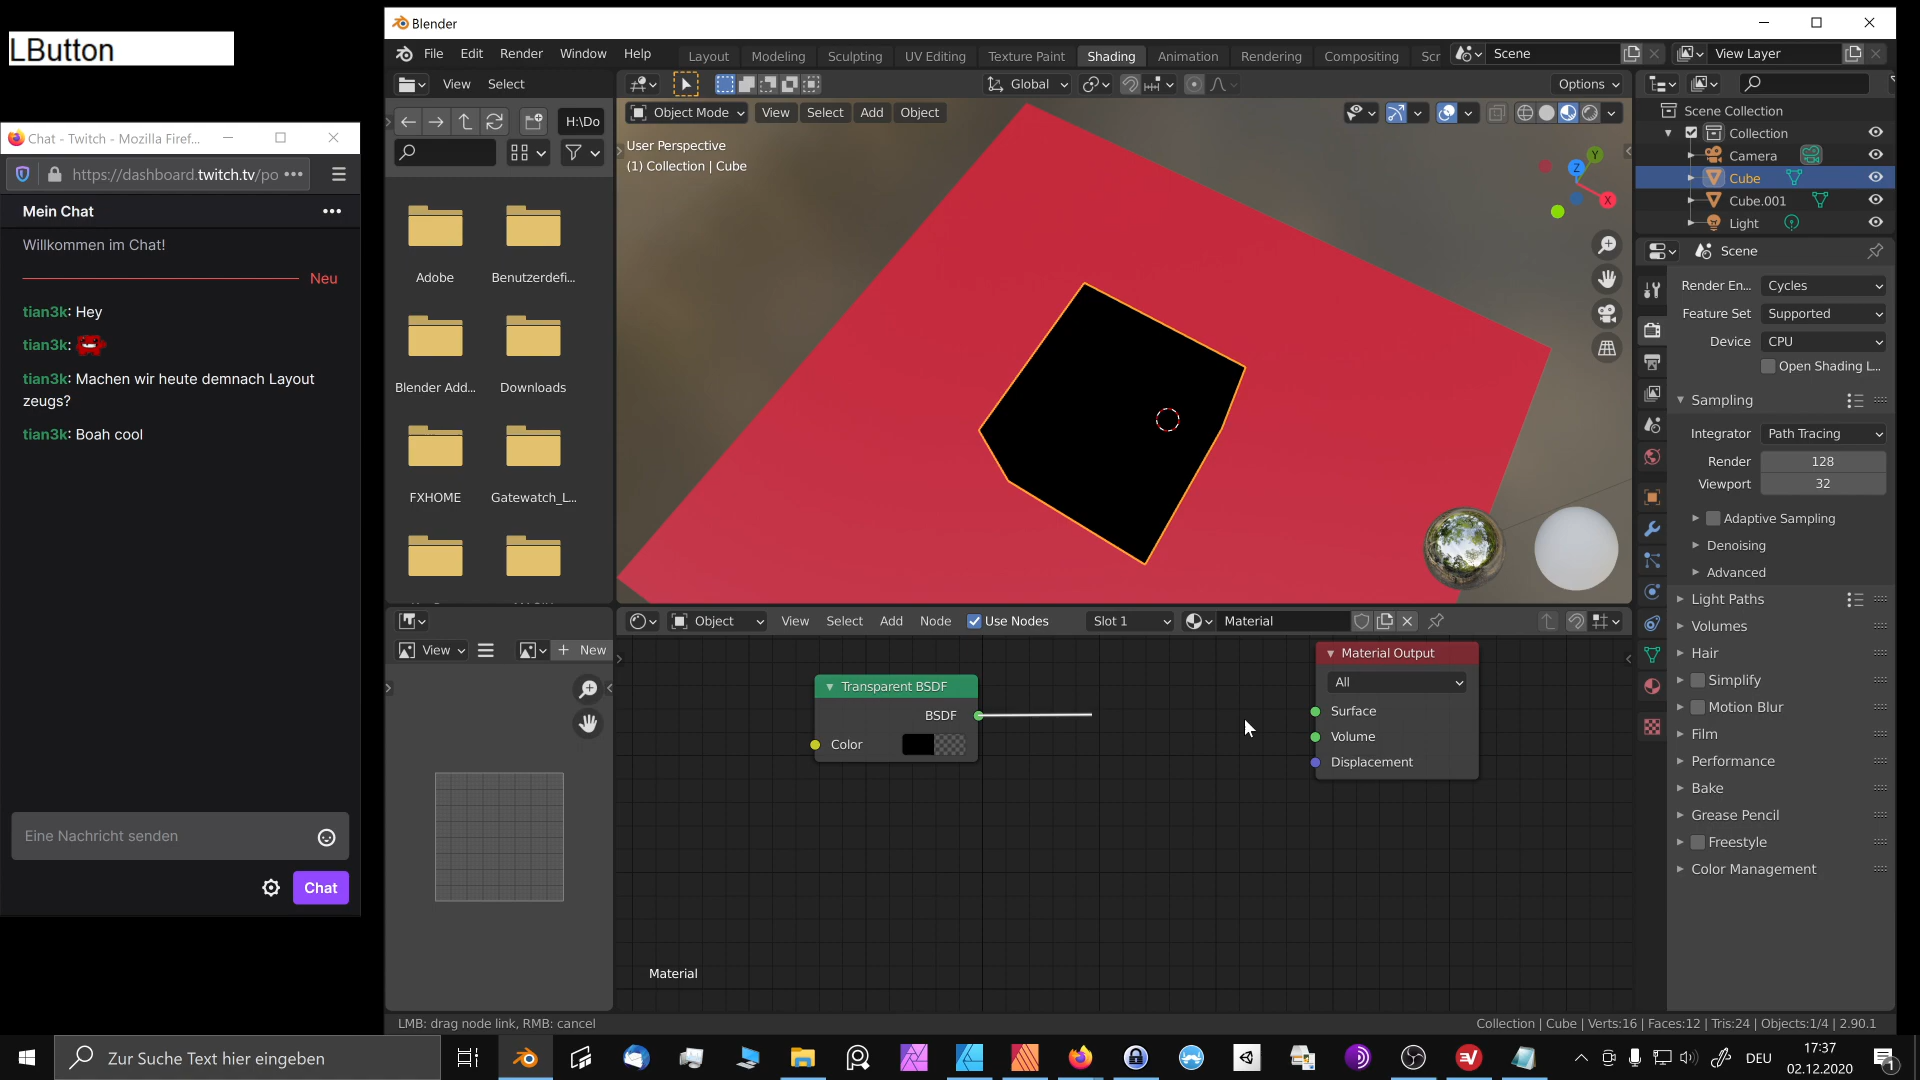 LButton
Chat - Twitch - Mozilla Firef...
https://dashboard.twitch.tv/po
Mein Chat
Willkommen im Chat!
Neu
tian3k: Hey
tian3k:
tian3k: Machen wir heute demnach Layout
zeugs?
tian3k: Boah cool
Eine Nachricht senden
Chat
Blender
File Edit Render Window Help
Layout Modeling Sculpting UV Editing Texture Paint Shading Animation Rendering Compositing Scr
Scene
View Layer
View Select
Global
Options
H:\Do
Object Mode View Select Add Object
User Perspective
(1) Collection | Cube
Z
Y
X
Adobe
Benutzerdefi...
Blender Add...
Downloads
FXHOME
Gatewatch_L...
Scene Collection
Collection
Camera
Cube
Cube.001
Light
Scene
Render En... Cycles
Feature Set Supported
Device CPU
Open Shading L...
Sampling
Integrator Path Tracing
Render 128
Viewport 32
Adaptive Sampling
Denoising
Advanced
Light Paths
Volumes
Hair
Simplify
Motion Blur
Film
Performance
Bake
Grease Pencil
Freestyle
Color Management
View
New
Object View Select Add Node Use Nodes Slot 1 Material
Transparent BSDF
BSDF
Color
Material Output
All
Surface
Volume
Displacement
Material
LMB: drag node link, RMB: cancel
Collection | Cube | Verts:16 | Faces:12 | Tris:24 | Objects:1/4 | 2.90.1
Zur Suche Text hier eingeben
DEU
17:37
02.12.2020
1